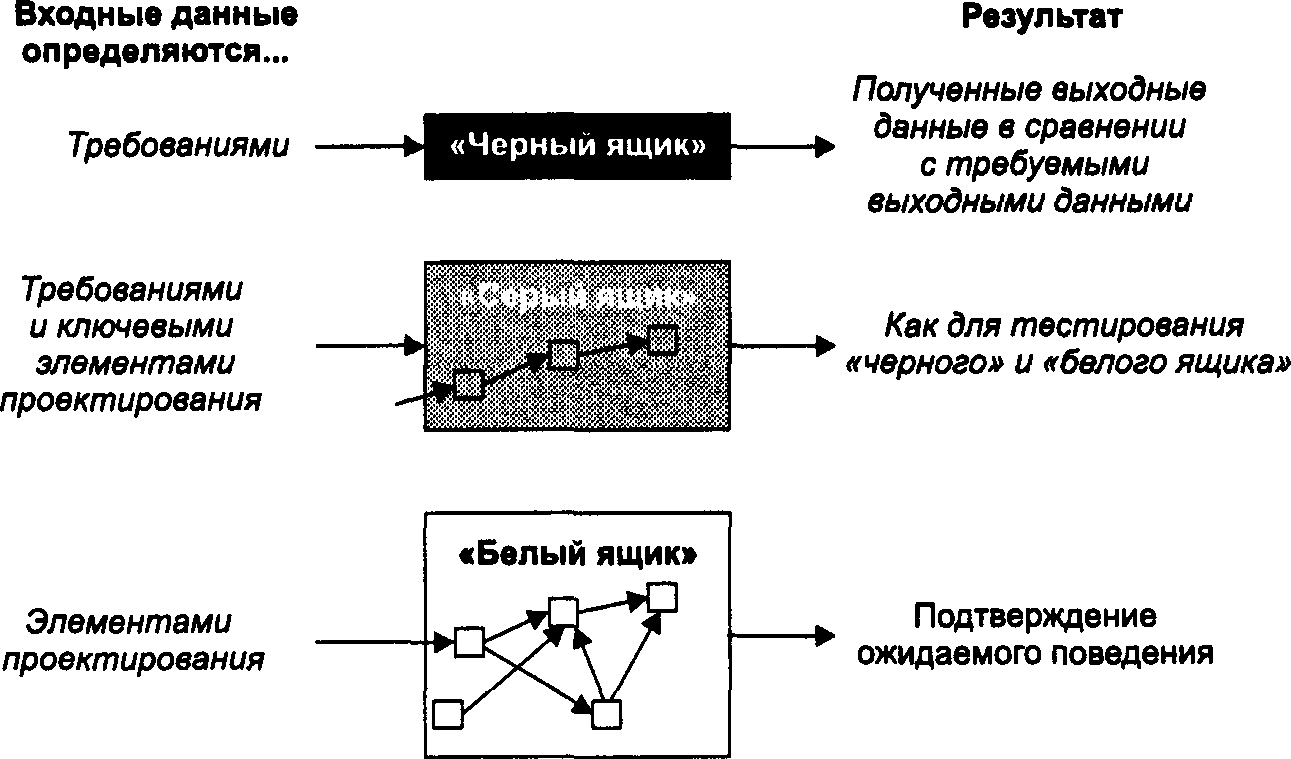 Входные данные
определяются...
Результат
Требованиями
«Черный ящик»
Полученные выходные
данные в сравнении
с требуемыми
выходными данными
Требованиями
и ключевыми
элементами
проектирования
«Серый ящик»
Как для тестирования
«черного» и «белого ящика»
Элементами
проектирования
«Белый ящик»
Подтверждение
ожидаемого поведения